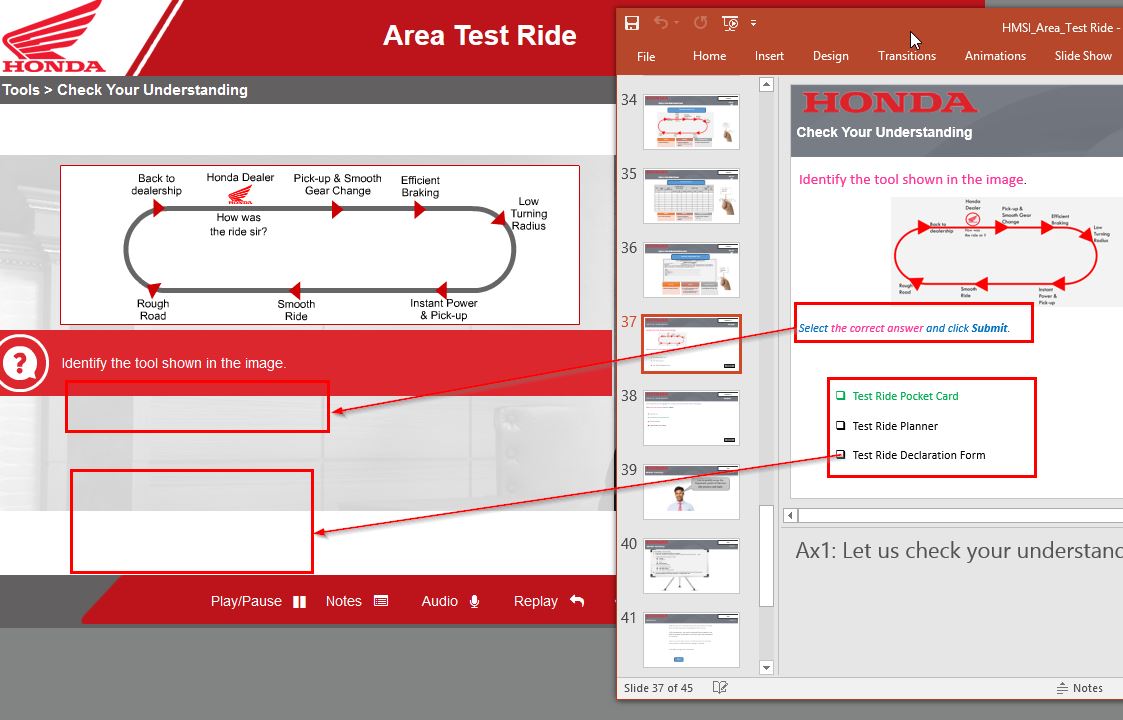 HONDA
Area Test Ride
Tools > Check Your Understanding
Back to
dealership
Honda Dealer
HONDA
How was
the ride sir?
Pick-up & Smooth
Gear Change
Efficient
Braking
Low
Turning
Radius
Rough
Road
Smooth
Ride
Instant Power
& Pick-up
Identify the tool shown in the image.
Play/Pause
Notes
Audio
Replay
HMSI_Area_Test Ride -
File
Home
Insert
Design
Transitions
Animations
Slide Show
34
35
36
37
38
39
40
41
HONDA
Check Your Understanding
Identify the tool shown in the image.
Back to
dealership
Honda
Dealer
How was
the ride sir ?
Pick-up &
Smooth Gear
Change
Efficient
Braking
Low
Turning
Radius
Rough
Road
Smooth
Ride
Instant
Power &
Pick-up
Select the correct answer and click Submit.
Test Ride Pocket Card
Test Ride Planner
Test Ride Declaration Form
Ax1: Let us check your understand
Slide 37 of 45
Notes